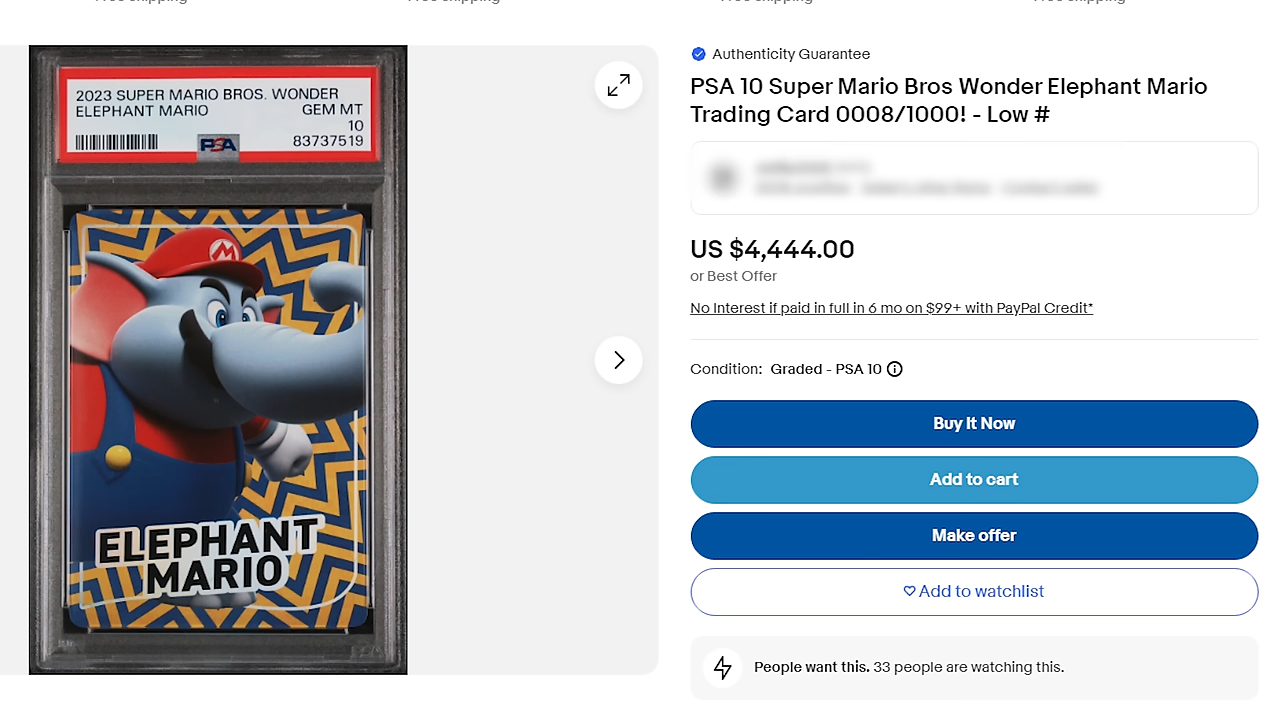 Authenticity Guarantee
2023 SUPER MARIO BROS. WONDER
ELEPHANT MARIO GEM MT
10
PSA 83737519
M
ELEPHANT
MARIO
PSA 10 Super Mario Bros Wonder Elephant Mario
Trading Card 0008/1000! - Low #
US $4,444.00
or Best Offer
No Interest if paid in full in 6 mo on $99+ with PayPal Credit*
Condition: Graded - PSA 10
Buy It Now
Add to cart
Make offer
Add to watchlist
People want this. 33 people are watching this.